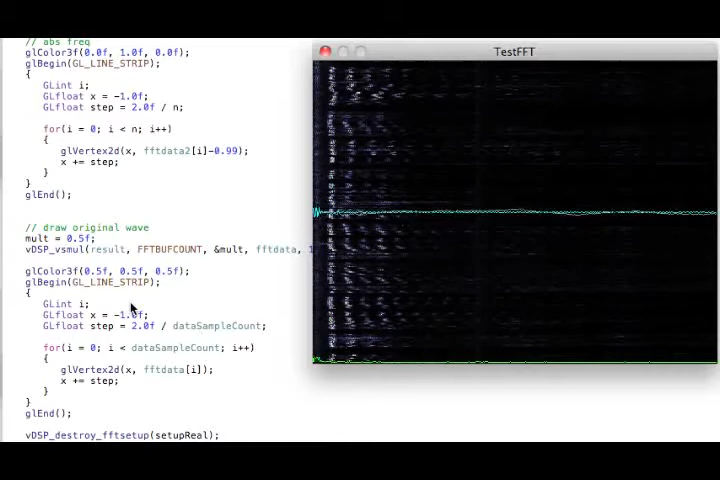 // abs freq
glColor3f(0.0f, 1.0f, 0.0f);
glBegin(GL_LINE_STRIP);
{
GLint i;
GLfloat x = -1.0f;
GLfloat step = 2.0f / n;
for(i = 0; i < n; i++)
{
glVertex2d(x, fftdata2[i]-0.99);
x += step;
}
}
glEnd();
// draw original wave
mult = 0.5f;
vDSP_vsmul(result, FFTBUFCOUNT, &mult, fftdata, 1
glColor3f(0.5f, 0.5f, 0.5f);
glBegin(GL_LINE_STRIP);
{
GLint i;
GLfloat x = -1.0f;
GLfloat step = 2.0f / dataSampleCount;
for(i = 0; i < dataSampleCount; i++)
{
glVertex2d(x, fftdata[i]);
x += step;
}
}
glEnd();
vDSP_destroy_fftsetup(setupReal);
TestFFT